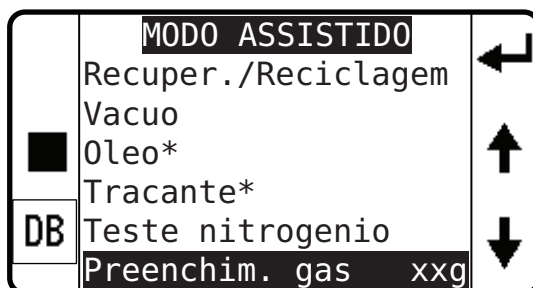 MODO ASSISTIDO
Recuper./Reciclagem
Vacuo
Oleo*
Tracante*
DB
Teste nitrogenio
Preenchim. gas xxg